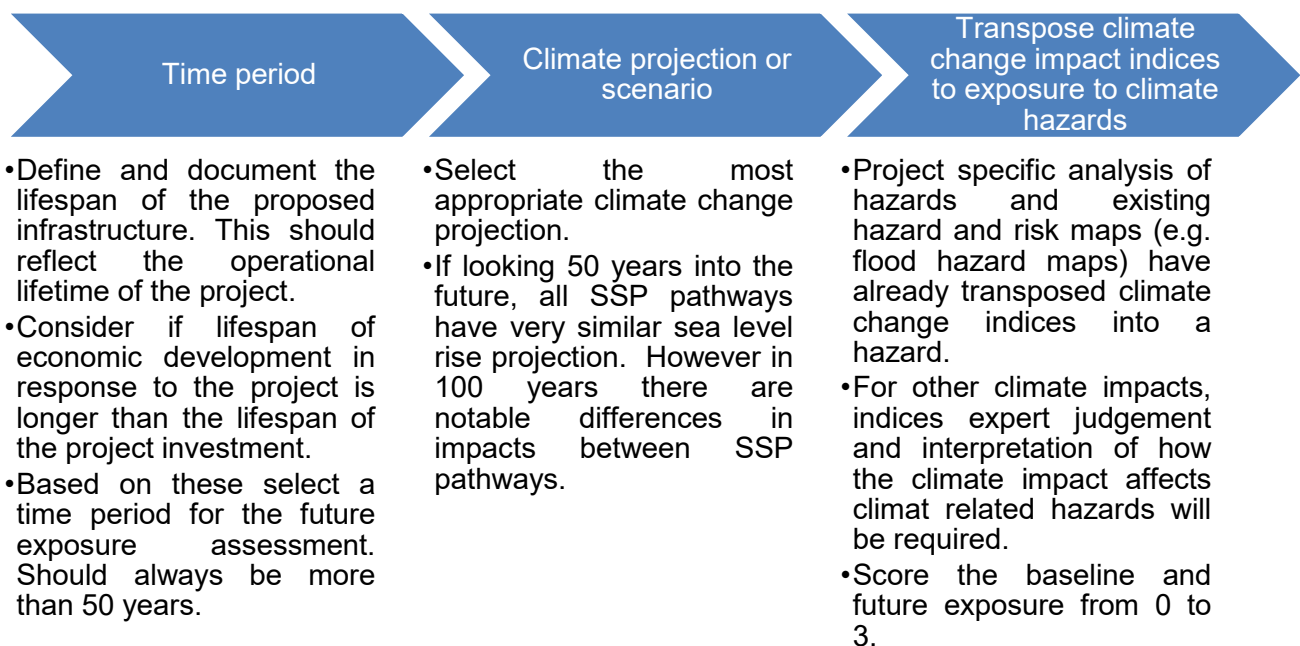 Time period
•Define and document the
lifespan of the proposed
infrastructure. This should
reflect the operational
lifetime of the project.
•Consider if lifespan of
economic development in
response to the project is
longer than the lifespan of
the project investment.
•Based on these select a
time period for the future
exposure assessment.
Should always be more
than 50 years.
Climate projection or
scenario
•Select the most
appropriate climate change
projection.
•If looking 50 years into the
future, all SSP pathways
have very similar sea level
rise projection. However in
100 years there are
notable differences in
impacts between SSP
pathways.
Transpose climate
change impact indices
to exposure to climate
hazards
•Project specific analysis of
hazards and existing
hazard and risk maps (e.g.
flood hazard maps) have
already transposed climate
change indices into a
hazard.
•For other climate impacts,
indices expert judgement
and interpretation of how
the climate impact affects
climat related hazards will
be required.
•Score the baseline and
future exposure from 0 to
3.